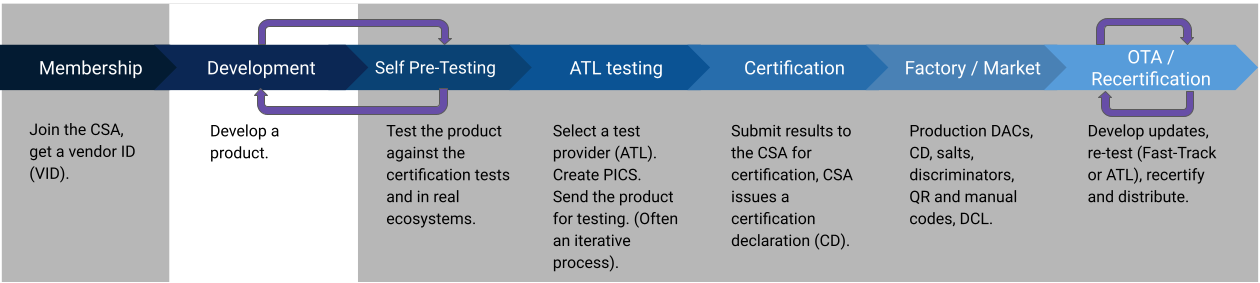 Membership
Development
Self Pre-Testing
ATL testing
Certification
Factory / Market
OTA /
Recertification
Join the CSA,
get a vendor ID
(VID).
Develop a
product.
Test the product
against the
certification tests
and in real
ecosystems.
Select a test
provider (ATL).
Create PICS.
Send the product
for testing. (Often
an iterative
process).
Submit results to
the CSA for
certification, CSA
issues a
certification
declaration (CD).
Production DACs,
CD, salts,
discriminators,
QR and manual
codes, DCL.
Develop updates,
re-test (Fast-Track
or ATL), recertify
and distribute.